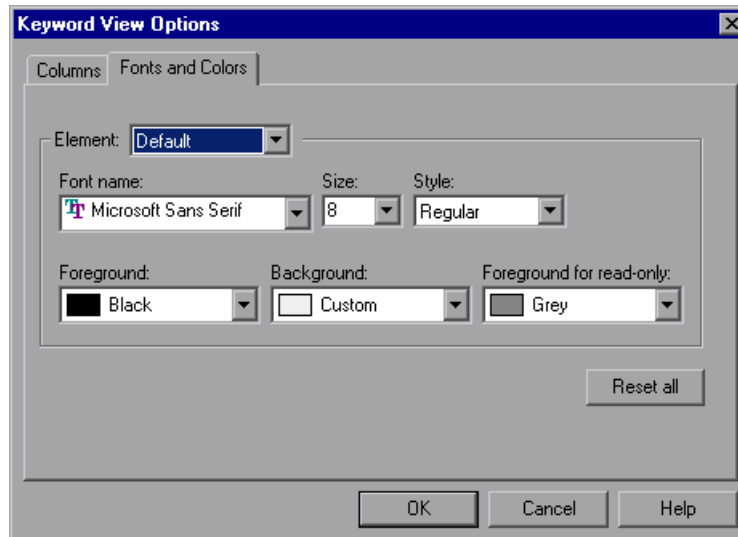 Keyword View Options
Columns Fonts and Colors
Element: Default
Font name: Size: Style:
Microsoft Sans Serif 8 Regular
Foreground: Background: Foreground for read-only:
Black Custom Grey
Reset all
OK Cancel Help